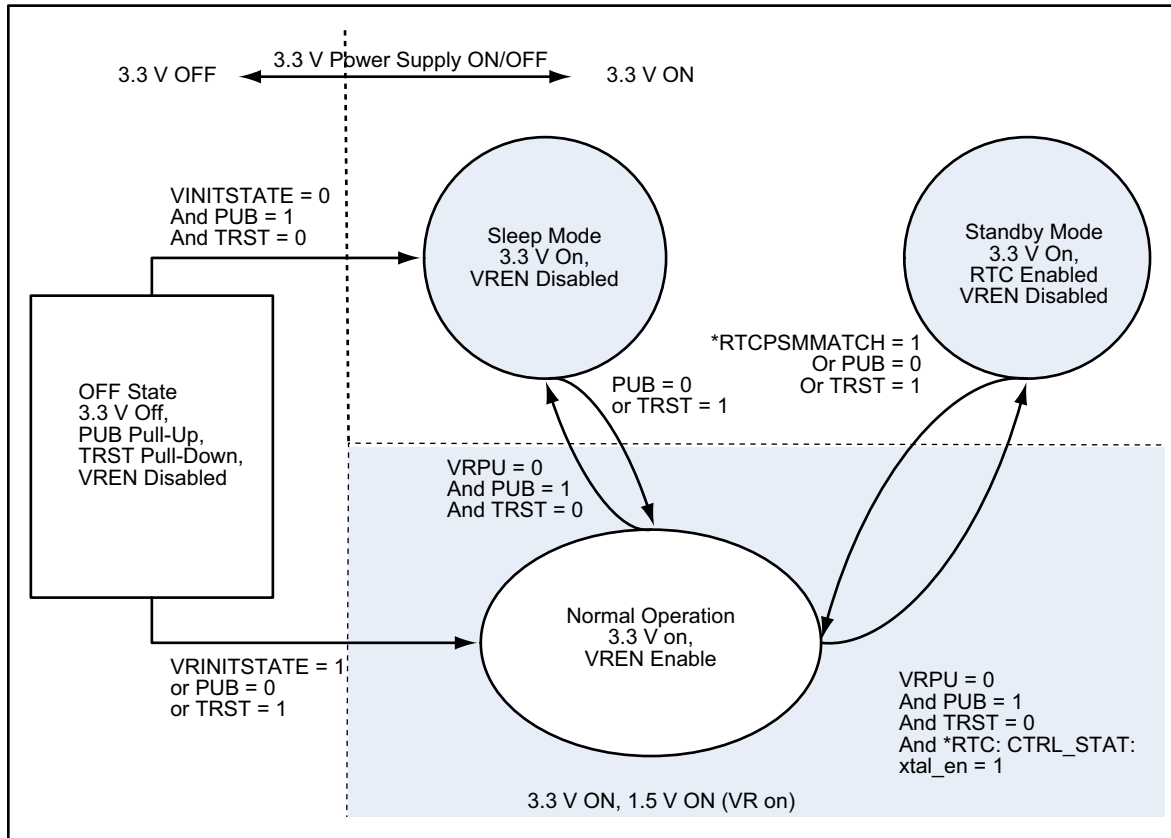 3.3 V Power Supply ON/OFF
3.3 V OFF
3.3 V ON
VINITSTATE = 0
And PUB = 1
And TRST = 0
Sleep Mode
3.3 V On,
VREN Disabled
Standby Mode
3.3 V On,
RTC Enabled
VREN Disabled
*RTCPSMMATCH = 1
Or PUB = 0
Or TRST = 1
PUB = 0
or TRST = 1
OFF State
3.3 V Off,
PUB Pull-Up,
TRST Pull-Down,
VREN Disabled
VRPU = 0
And PUB = 1
And TRST = 0
Normal Operation
3.3 V on,
VREN Enable
VRINITSTATE = 1
or PUB = 0
or TRST = 1
VRPU = 0
And PUB = 1
And TRST = 0
And *RTC: CTRL_STAT:
xtal_en = 1
3.3 V ON, 1.5 V ON (VR on)